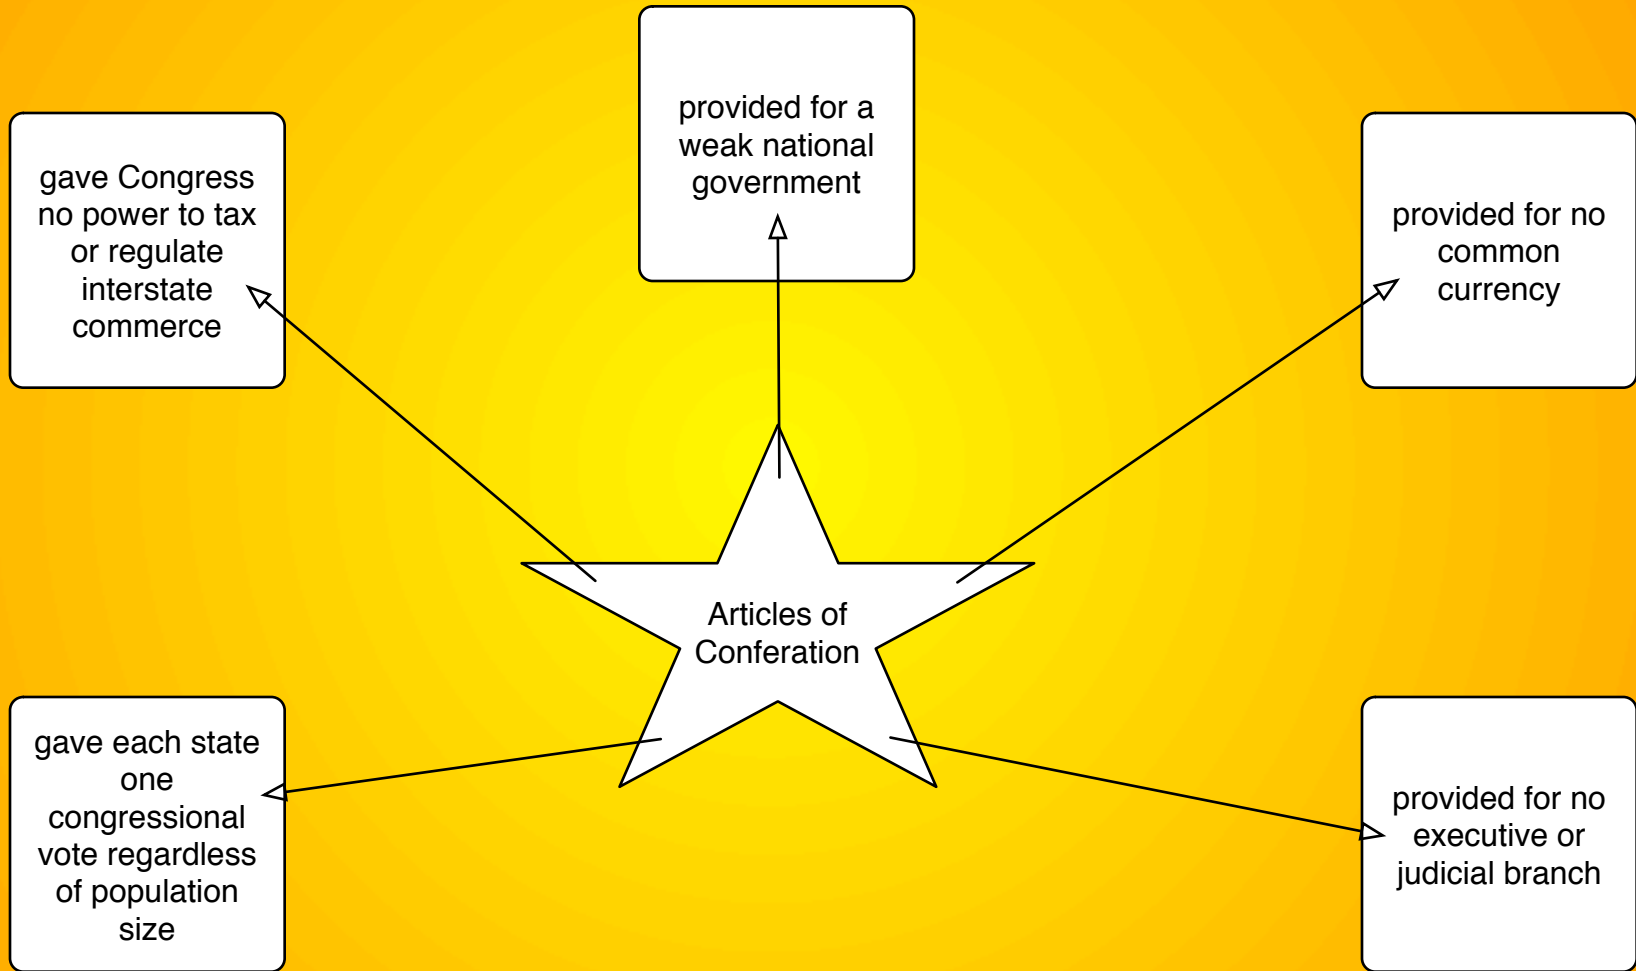 provided for a
weak national
government
gave Congress
no power to tax
or regulate
interstate
commerce
provided for no
common
currency
Articles of
Conferation
gave each state
one
congressional
vote regardless
of population
size
provided for no
executive or
judicial branch